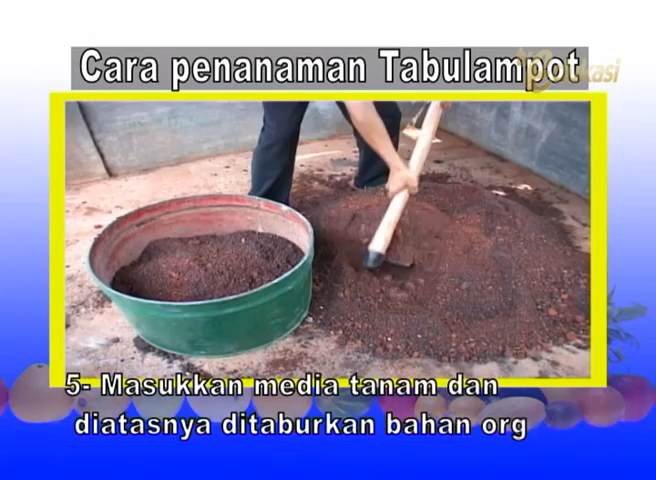 Cara penanaman Tabulampot
5- Masukkan media tanam dan
diatasnya ditaburkan bahan org